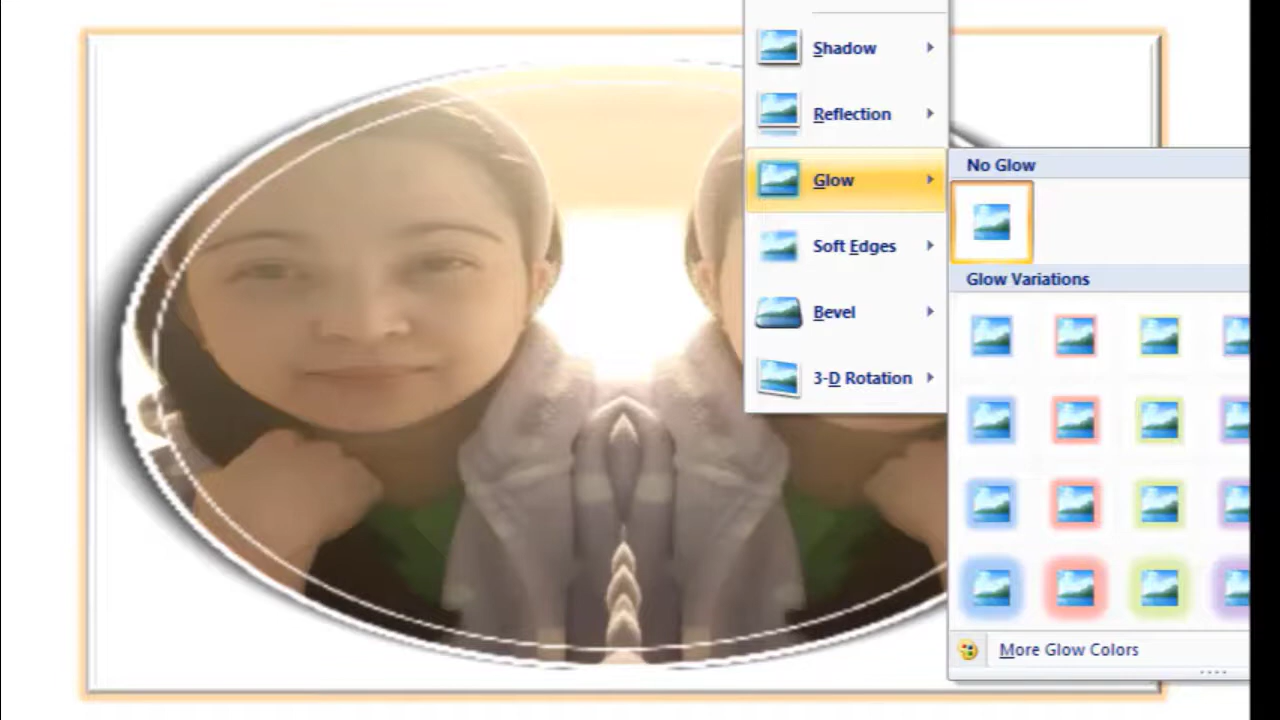 Shadow
Reflection
Glow
Soft Edges
Bevel
3-D Rotation
No Glow
Glow Variations
More Glow Colors